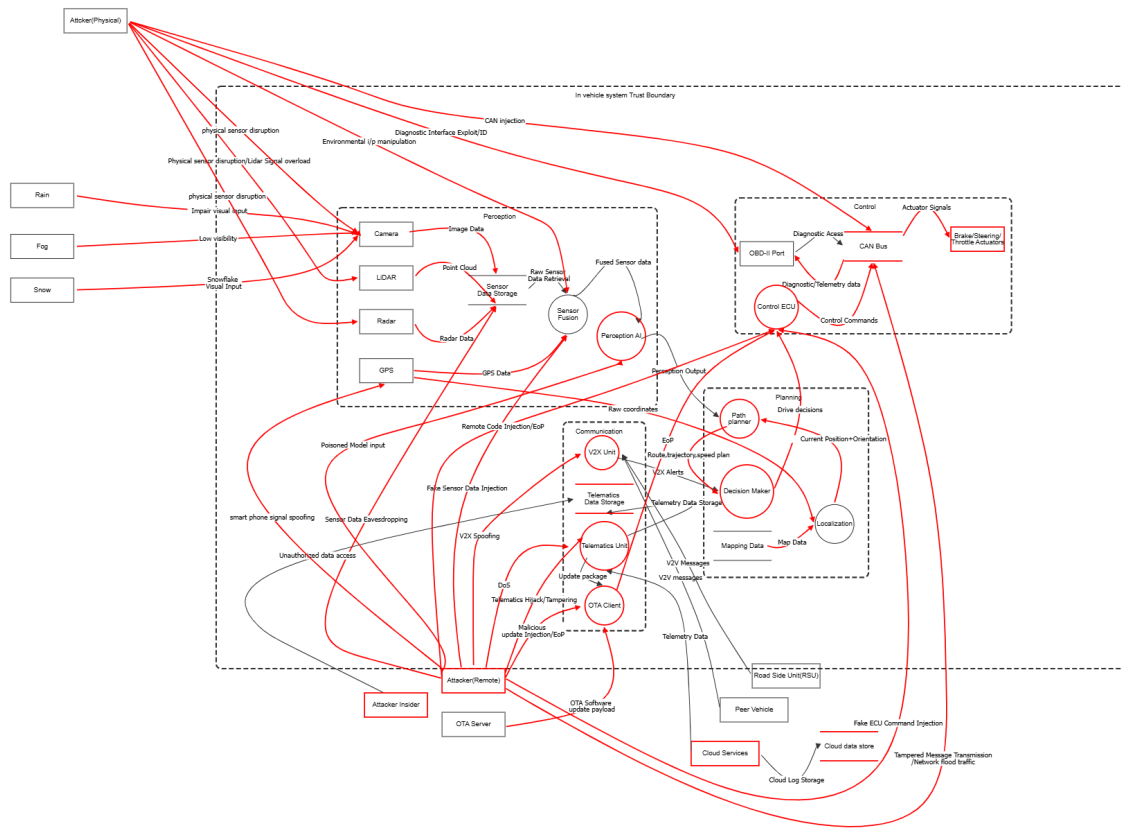 Attcker(Physical)
In vehicle system Trust Boundary
CAN injection
physical sensor disruption
Diagnostic Interface Exploit/ID
Environmental i/p manipulation
Physical sensor disruption/Lidar Signal overload
Rain
physical sensor disruption
Impair visual input
Fog
Low visibility
Snow
Snowflake
Visual Input
Perception
Camera
Image Data
LiDAR
Point Cloud
Sensor
Data Storage
Raw Sensor
Data Retrieval
Fused Sensor data
Radar
Radar Data
Sensor
Fusion
Perception AI
GPS
GPS Data
Control
Actuator Signals
Diagnostic Acess
OBD-II Port
CAN Bus
Brake/Steering/
Throttle Actuators
Diagnostic/Telemetry data
Control ECU
Control Commands
Perception Output
Raw coordinates
Planning
Drive decisions
Path
planner
Current Position+Orientation
Route,trajectory,speed plan
Decision Maker
Localization
Mapping Data
Map Data
Remote Code Injection/EoP
Communication
EoP
Poisoned Model input
V2X Unit
V2X Alerts
Fake Sensor Data Injection
Telematics
Data Storage
Telemetry Data Storage
smart phone signal spoofing
Sensor Data Eavesdropping
V2X Spoofing
Telematics Unit
Unauthorized data access
V2V Messages
Update package
V2V messages
DoS
Telematics Hijack/Tampering
OTA Client
Malicious
update Injection/EoP
Telemetry Data
Attacker(Remote)
Road Side Unit(RSU)
Attacker Insider
OTA Software
update payload
Peer Vehicle
OTA Server
Fake ECU Command Injection
Cloud Services
Cloud data store
Tampered Message Transmission
/Network flood traffic
Cloud Log Storage